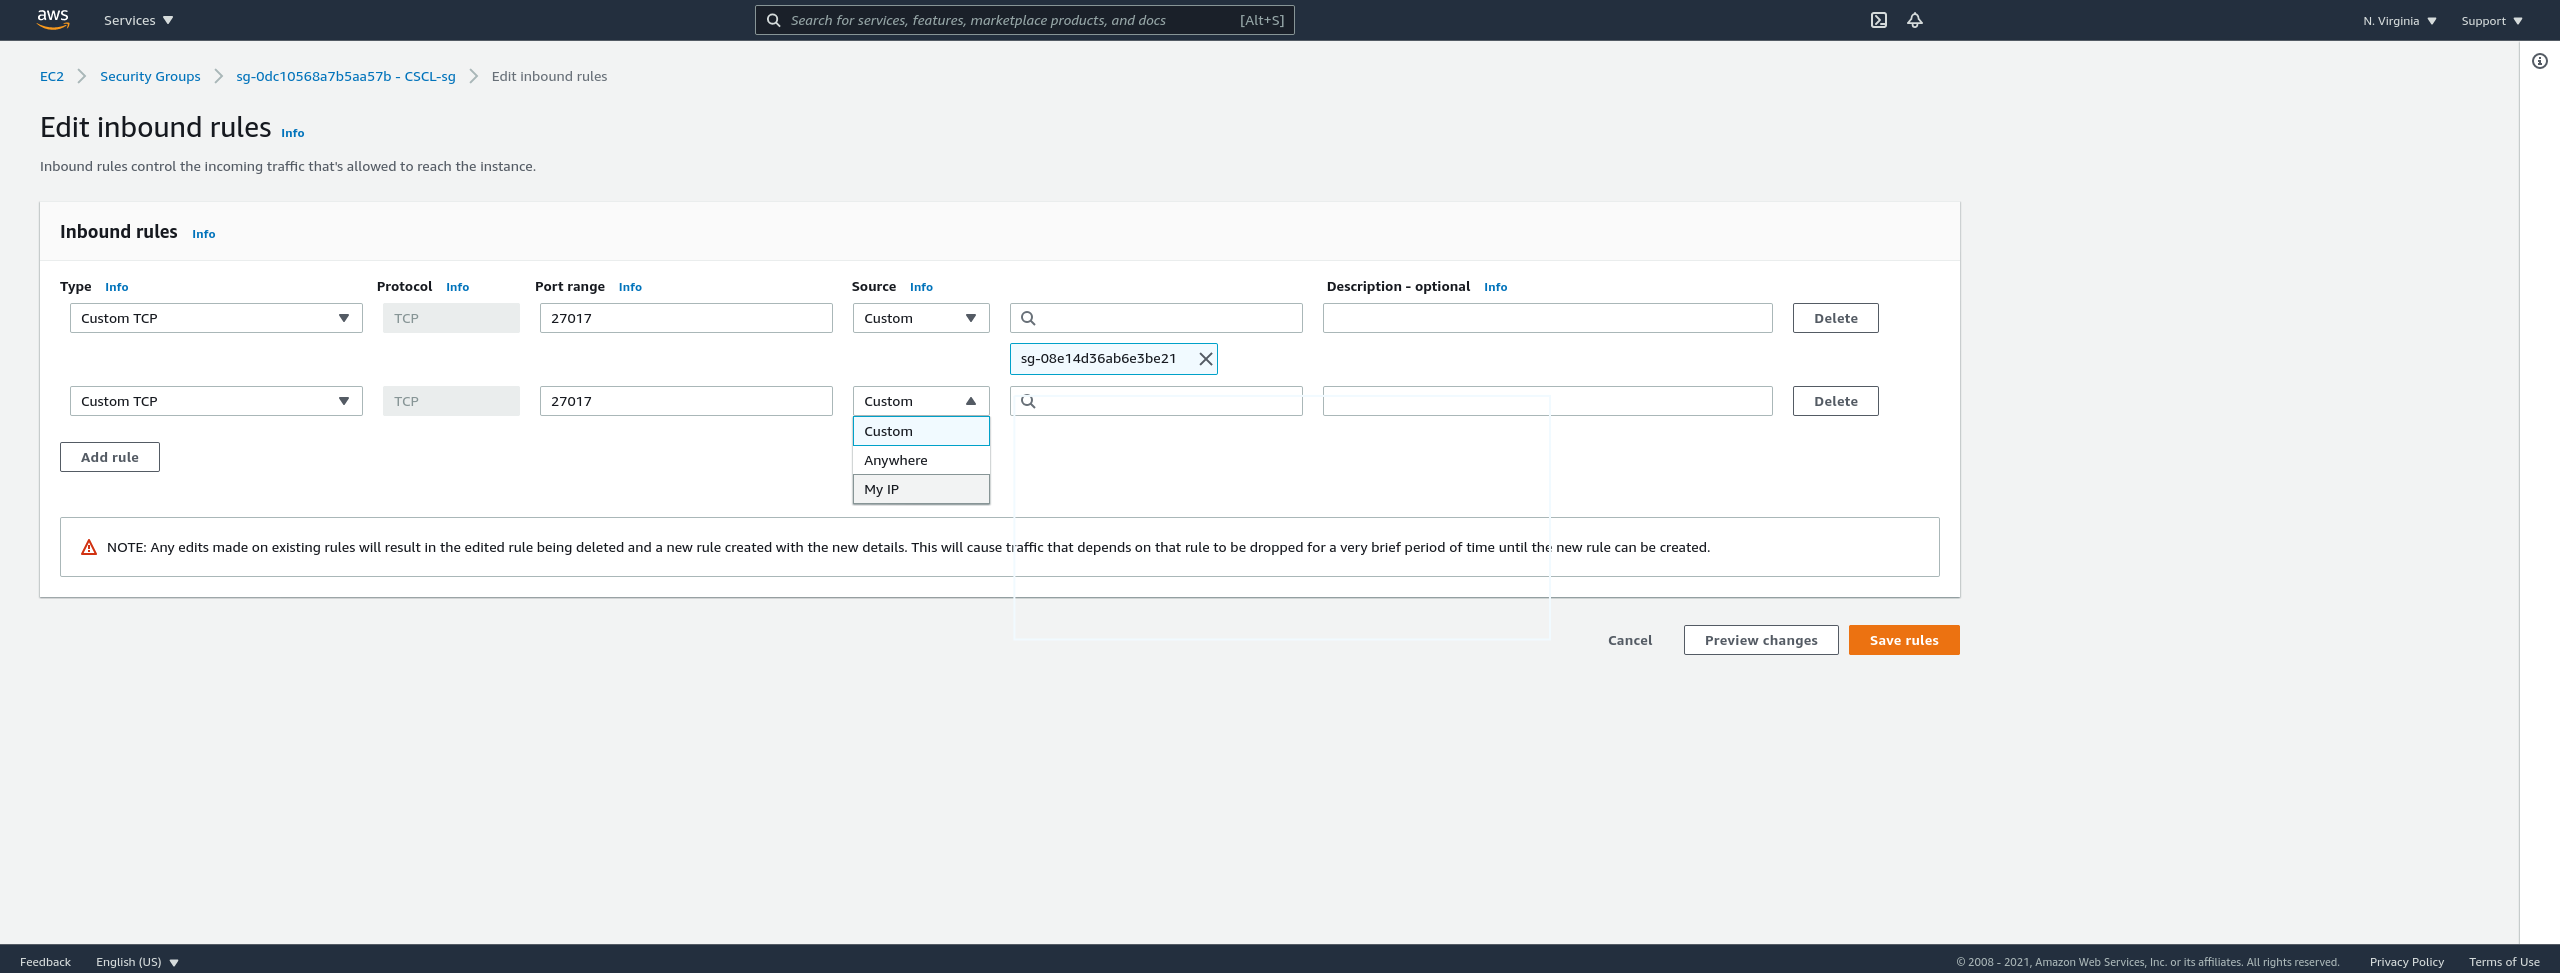 aws Services Search for services, features, marketplace products, and docs [Alt+S] N. Virginia Support
EC2 Security Groups sg-0dc10568a7b5aa57b - CSCL-sg Edit inbound rules
Edit inbound rules Info
Inbound rules control the incoming traffic that's allowed to reach the instance.
Inbound rules Info
Type Info Protocol Info Port range Info Source Info Description - optional Info
Custom TCP TCP 27017 Custom Delete
sg-08e14d36ab6e3be21
Custom TCP TCP 27017 Custom Delete
Custom
Add rule
Anywhere
My IP
NOTE: Any edits made on existing rules will result in the edited rule being deleted and a new rule created with the new details. This will cause traffic that depends on that rule to be dropped for a very brief period of time until the new rule can be created.
Cancel Preview changes Save rules
Feedback English (US) © 2008 - 2021, Amazon Web Services, Inc. or its affiliates. All rights reserved. Privacy Policy Terms of Use